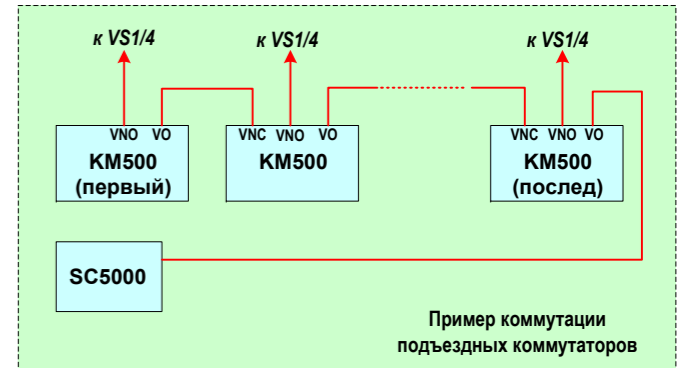 к VS1/4 к VS1/4 к VS1/4
VNO VO VNC VNO VO VNC VNO VO
KM500 KM500 KM500
(первый) (послед)
SC5000
Пример коммутации
подъездных коммутаторов